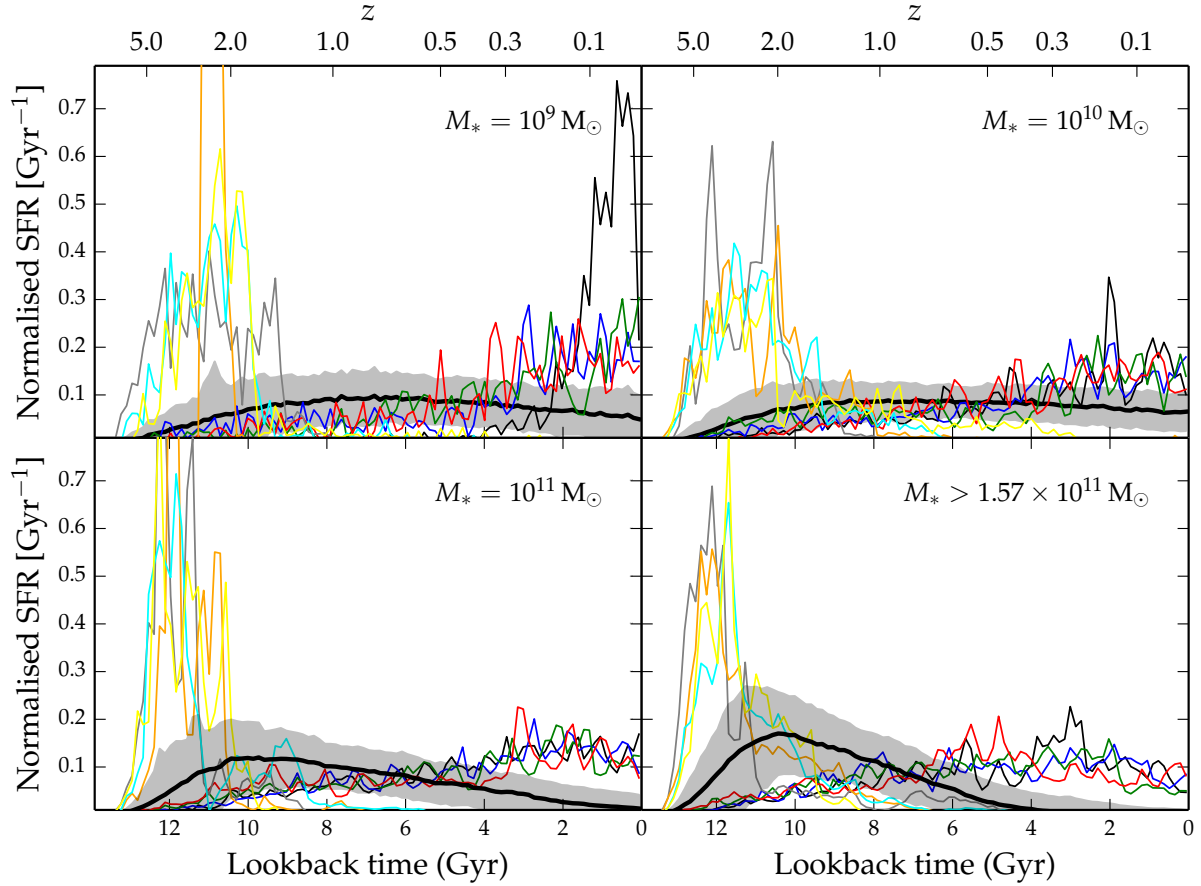 z z
5.0 2.0 1.0 0.5 0.3 0.1 5.0 2.0 1.0 0.5 0.3 0.1
Normalised SFR [Gyr⁻¹]
0.7
0.6
0.5
0.4
0.3
0.2
0.1
M* = 10⁹ M⊙
M* = 10¹⁰ M⊙
Normalised SFR [Gyr⁻¹]
0.7
0.6
0.5
0.4
0.3
0.2
0.1
M* = 10¹¹ M⊙
M* > 1.57 × 10¹¹ M⊙
12 10 8 6 4 2 0 12 10 8 6 4 2 0
Lookback time (Gyr) Lookback time (Gyr)